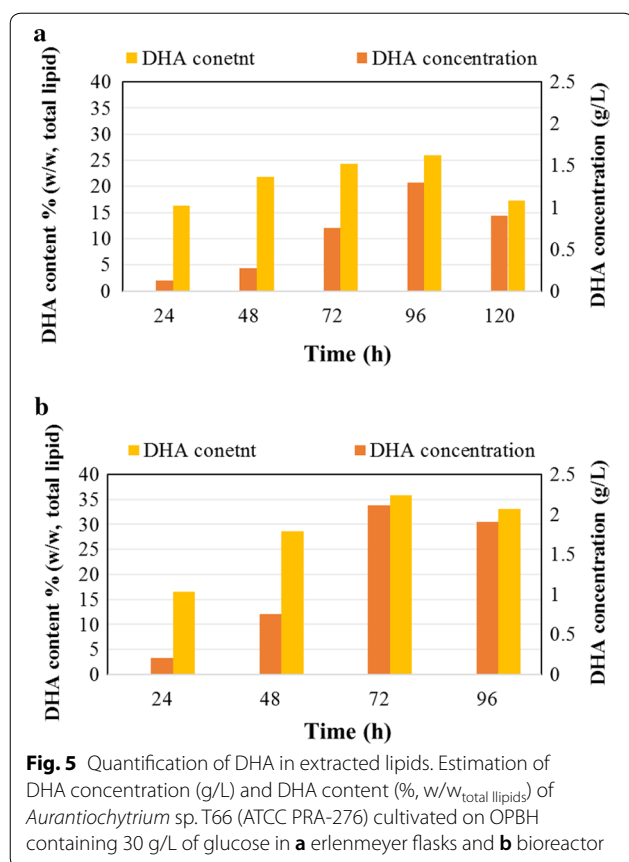 a
DHA conetnt DHA concentration
DHA content % (w/w, total lipid)
40
35
30
25
20
15
10
5
0
2.5
2
1.5
1
0.5
0
DHA concentration (g/L)
24 48 72 96 120
Time (h)
b
DHA conetnt DHA concentration
DHA content % (w/w, total lipid)
40
35
30
25
20
15
10
5
0
2.5
2
1.5
1
0.5
0
DHA concentration (g/L)
24 48 72 96
Time (h)
Fig. 5 Quantification of DHA in extracted lipids. Estimation of
DHA concentration (g/L) and DHA content (%, w/wtotal llipids) of
Aurantiochytrium sp. T66 (ATCC PRA-276) cultivated on OPBH
containing 30 g/L of glucose in a erlenmeyer flasks and b bioreactor